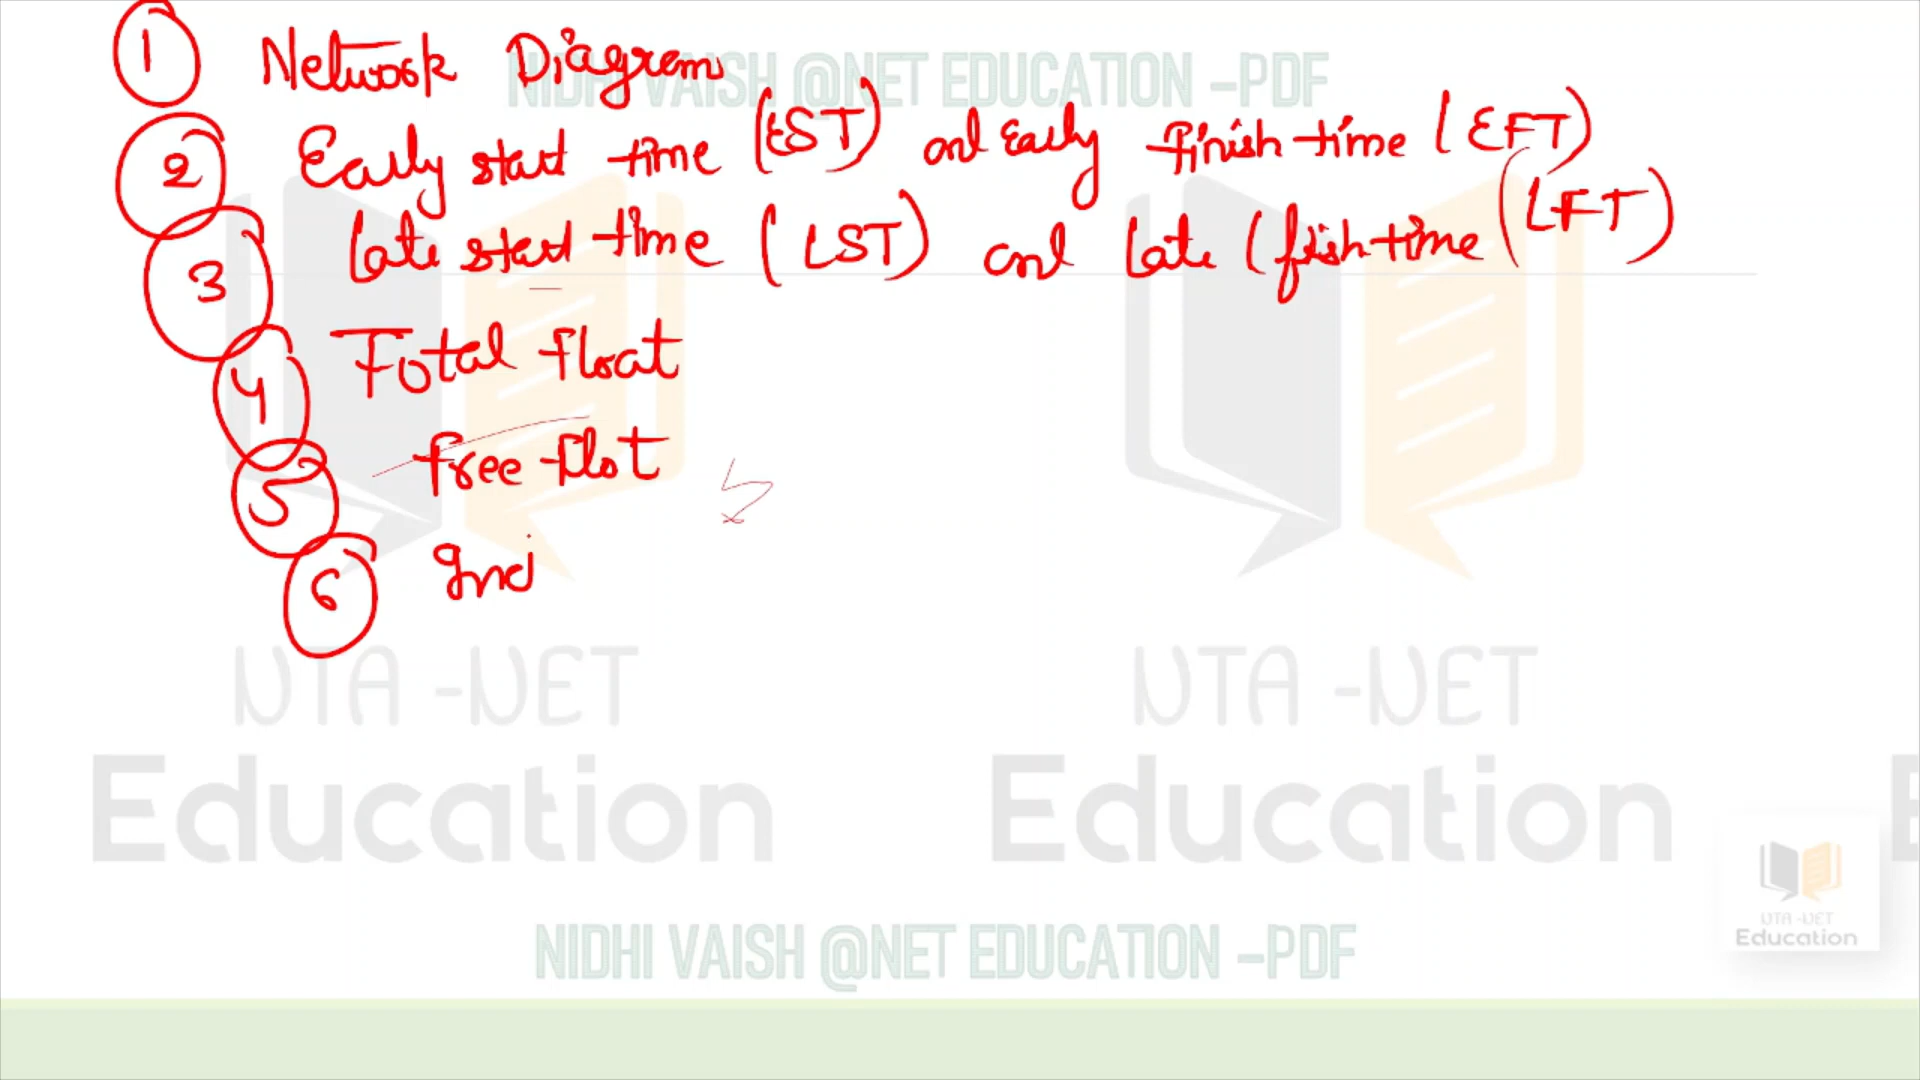 1 Network Diagram
NIDHI VAISH @NET EDUCATION -PDF
2 Early start time (EST) and Early finish time (EFT)
3 Late start time (LST) and Late (fish time (LFT)
4 Total float
5 free flot
6 Ind
NTA -NET NTA -NET
Education Education E
NTA -NET
Education
NIDHI VAISH @NET EDUCATION -PDF